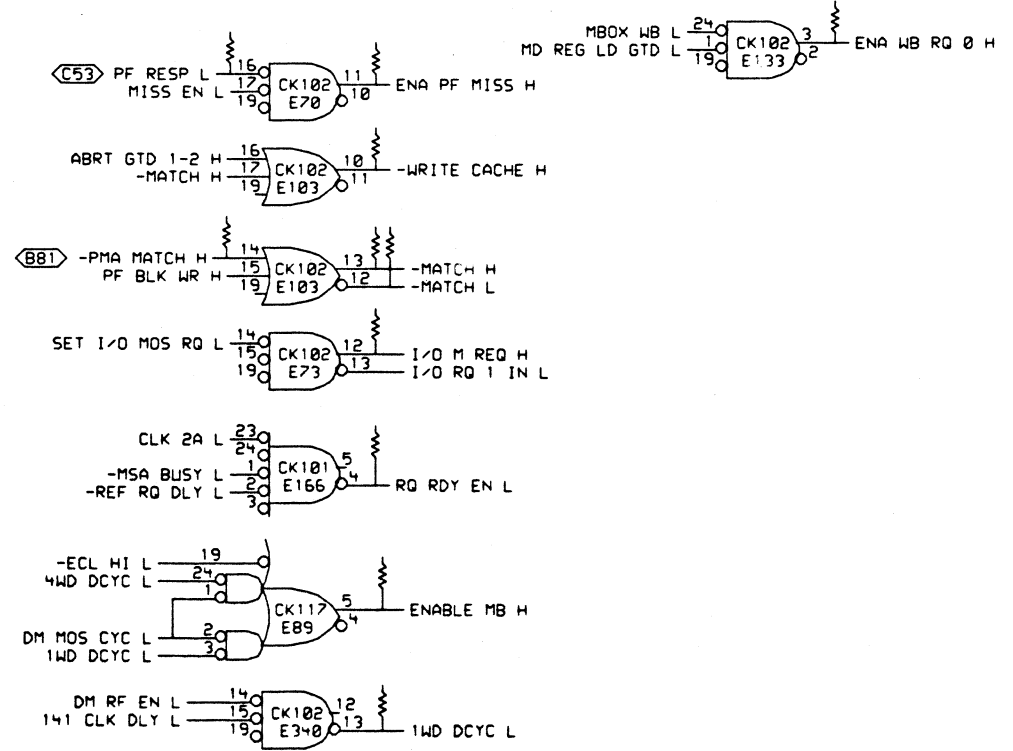 MBOX WB L 24
MD REG LD GTD L 1
19
CK102
E133
3
2
ENA WB RQ 0 H
C53 PF RESP L 16
MISS EN L 17
19
CK102
E70
11
10
ENA PF MISS H
ABRT GTD 1-2 H 16
-MATCH H 17
19
CK102
E103
10
11
-WRITE CACHE H
B81 -PMA MATCH H 14
PF BLK WR H 15
19
CK102
E103
13
12
-MATCH H
-MATCH L
SET I/O MOS RQ L 14
15
19
CK102
E73
12
13
I/O M REQ H
I/O RQ 1 IN L
CLK 2A L 23
24
-MSA BUSY L 1
-REF RQ DLY L 2
3
CK101
E166
5
4
RQ RDY EN L
-ECL HI L 19
4WD DCYC L 24
1
DM MOS CYC L 2
1WD DCYC L 3
CK117
E89
5
4
ENABLE MB H
DM RF EN L 14
141 CLK DLY L 15
19
CK102
E340
12
13
1WD DCYC L